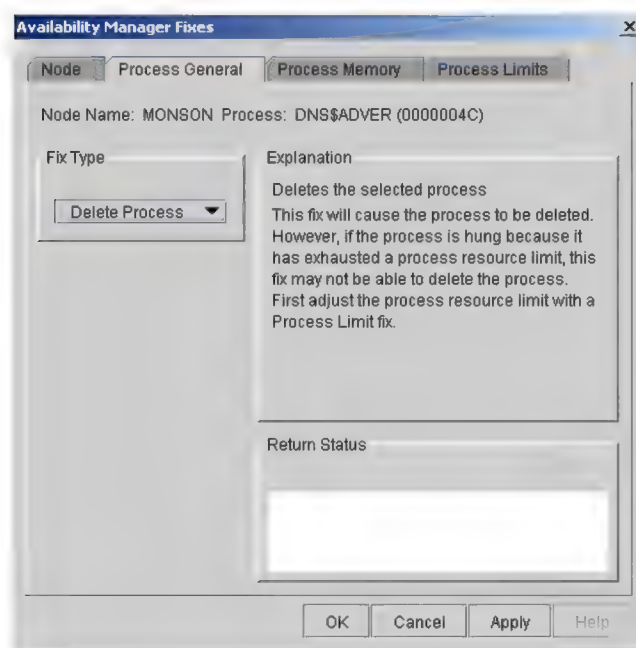 Availability Manager Fixes
Node
Process General
Process Memory
Process Limits
Node Name: MONSON Process: DNS$ADVER (0000004C)
Fix Type
Delete Process
Explanation
Deletes the selected process
This fix will cause the process to be deleted.
However, if the process is hung because it
has exhausted a process resource limit, this
fix may not be able to delete the process.
First adjust the process resource limit with a
Process Limit fix.
Return Status
OK
Cancel
Apply
Help